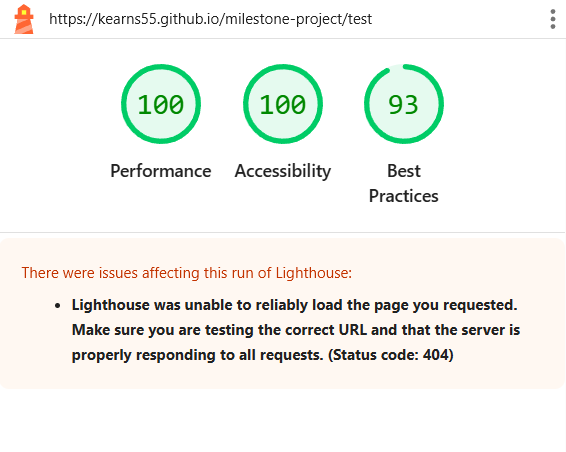 https://kearns55.github.io/milestone-project/test
100 100 93
Performance Accessibility Best
Practices
There were issues affecting this run of Lighthouse:
• Lighthouse was unable to reliably load the page you requested.
Make sure you are testing the correct URL and that the server is
properly responding to all requests. (Status code: 404)